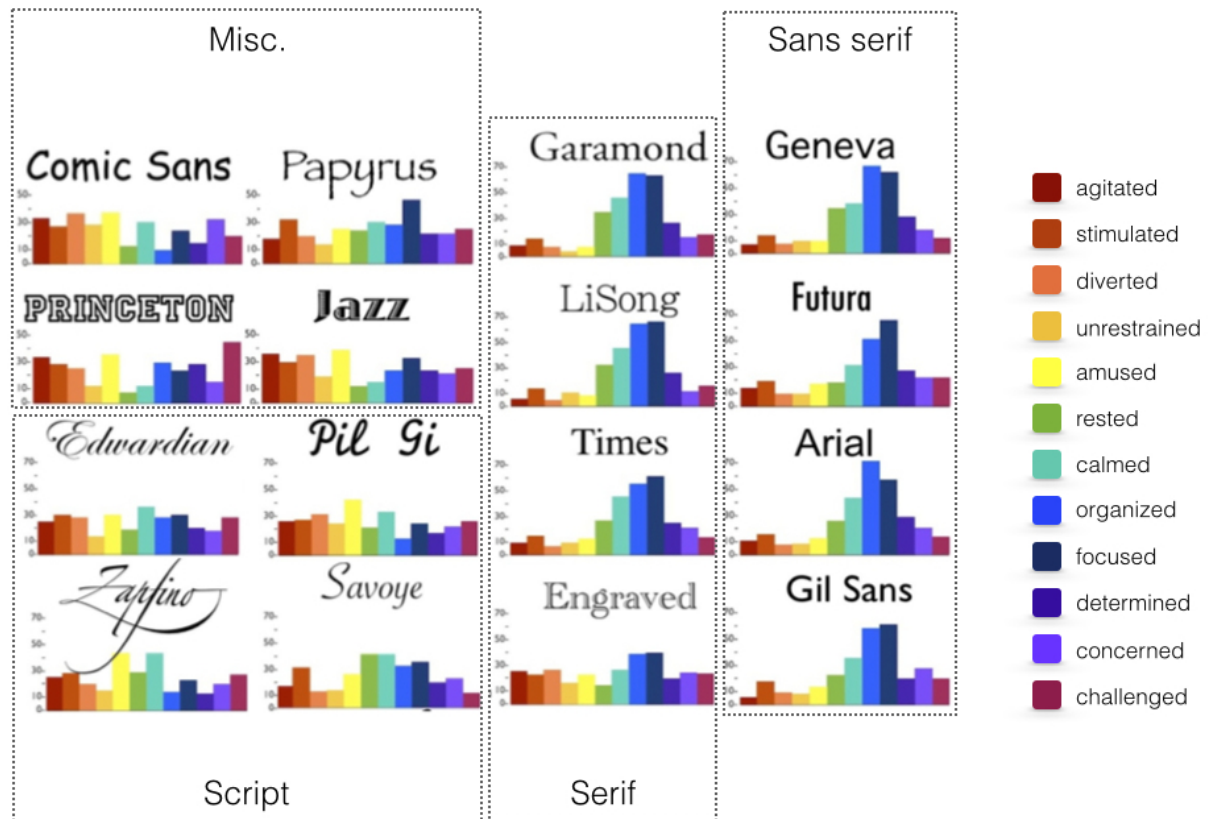 Misc.
Sans serif
Comic Sans
Papyrus
Garamond
Geneva
PRINCETON
Jazz
LiSong
Futura
Edwardian
Pil Gi
Times
Arial
Zapfino
Savoye
Engraved
Gil Sans
Script
Serif
agitated
stimulated
diverted
unrestrained
amused
rested
calmed
organized
focused
determined
concerned
challenged